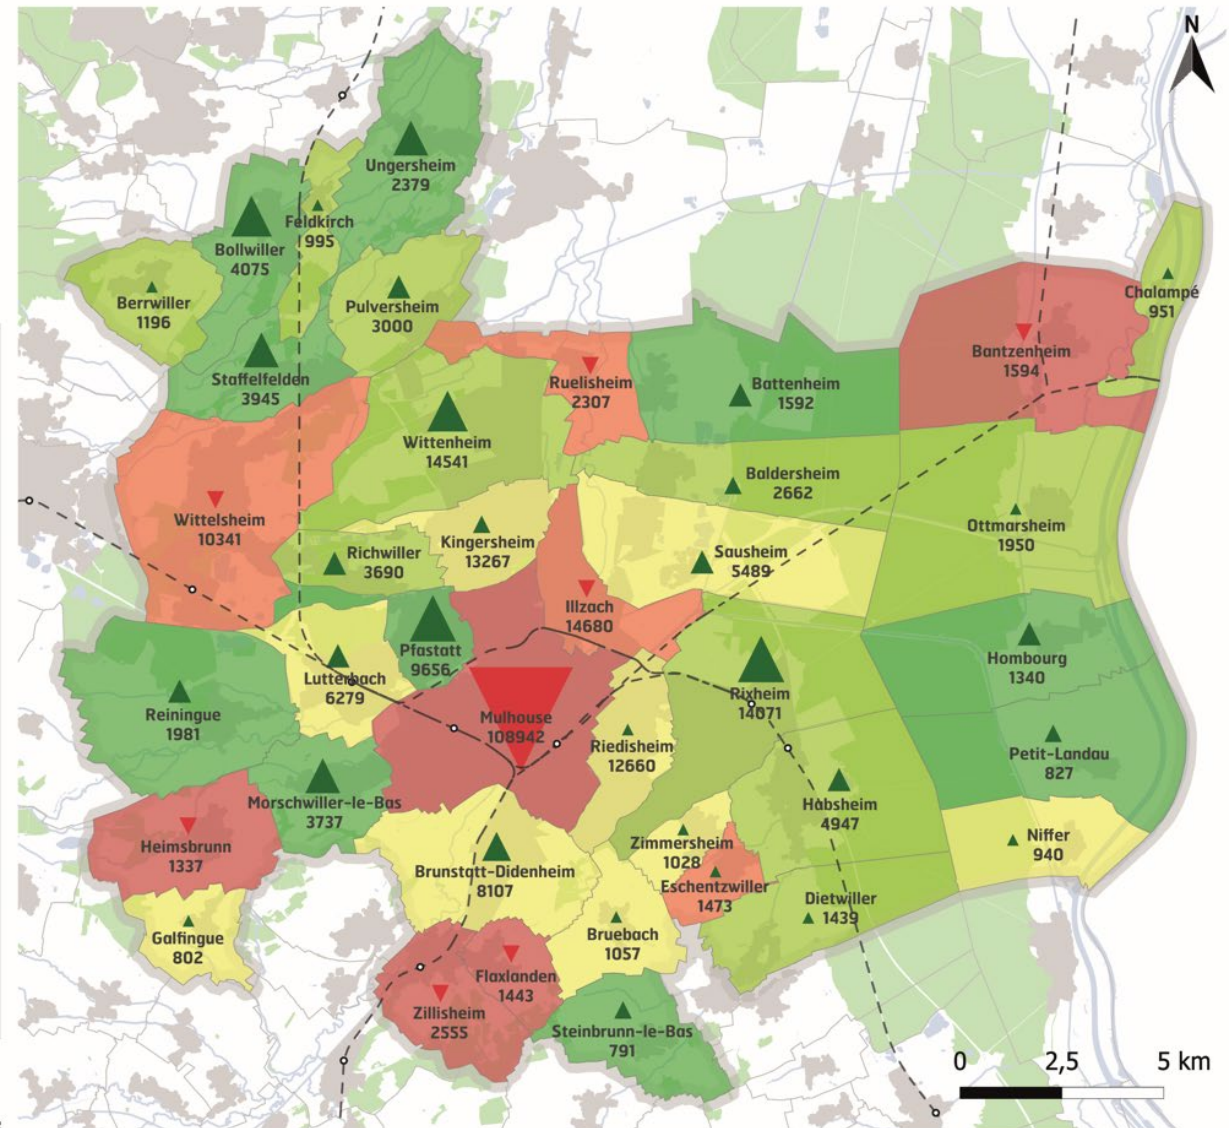 N
Ungersheim
2379
Feldkirch
995
Bollwiller
4075
Chalampé
951
Berrwiller
1196
Pulversheim
3000
Bantzenheim
1594
Staffelfelden
3945
Ruelisheim
2307
Battenheim
1592
Wittenheim
14541
Baldersheim
2662
Wittelsheim
10341
Ottmarsheim
1950
Kingersheim
13267
Richwiller
3690
Sausheim
5489
Illzach
14680
Pfastatt
9656
Hombourg
1340
Lutterbach
6279
Rixheim
14071
Reiningue
1981
Mulhouse
108942
Riedisheim
12660
Petit-Landau
827
Morschwiller-le-Bas
3737
Habsheim
4947
Heimsbrunn
1337
Zimmersheim
1028
Niffer
940
Brunstatt-Didenheim
8107
Eschentzwiller
1473
Dietwiller
1439
Galfingue
802
Bruebach
1057
Flaxlanden
1443
Zillisheim
2555
Steinbrunn-le-Bas
791
0 2,5 5 km